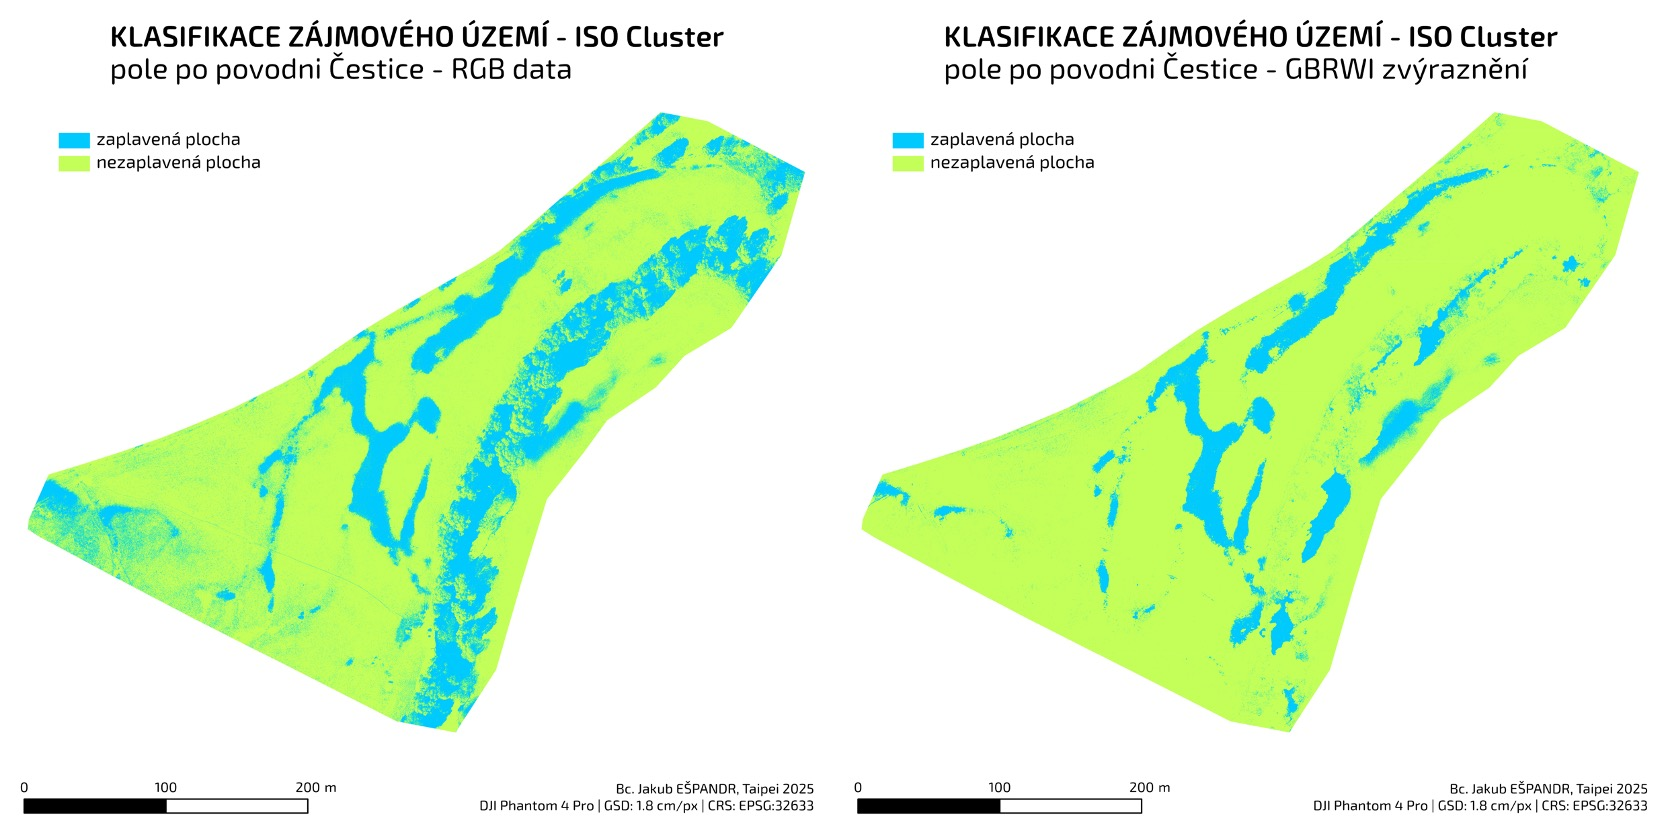 KLASIFIKACE ZÁJMOVÉHO ÚZEMÍ - ISO Cluster
pole po povodni Čestice - RGB data
zaplavená plocha
nezaplavená plocha
0 100 200 m
Bc. Jakub EŠPANDR, Taipei 2025
DJI Phantom 4 Pro | GSD: 1.8 cm/px | CRS: EPSG:32633
KLASIFIKACE ZÁJMOVÉHO ÚZEMÍ - ISO Cluster
pole po povodni Čestice - GBRWI zvýraznění
zaplavená plocha
nezaplavená plocha
0 100 200 m
Bc. Jakub EŠPANDR, Taipei 2025
DJI Phantom 4 Pro | GSD: 1.8 cm/px | CRS: EPSG:32633